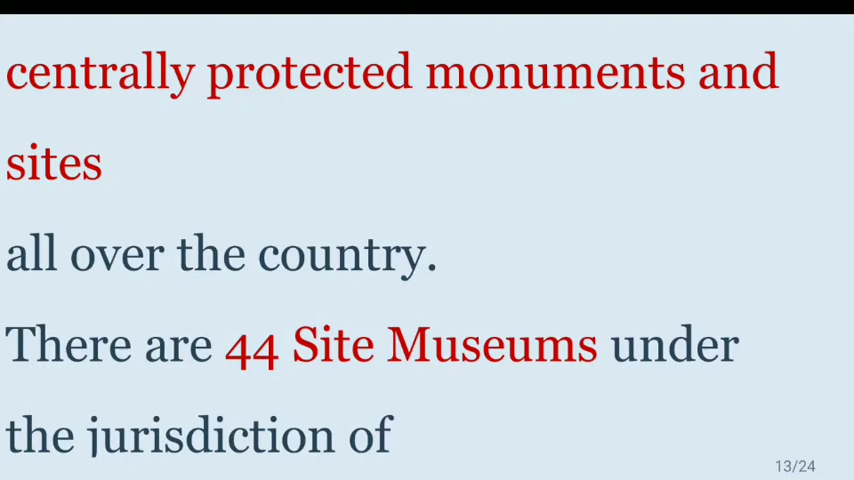 centrally protected monuments and
sites
all over the country.
There are 44 Site Museums under
the jurisdiction of
13/24